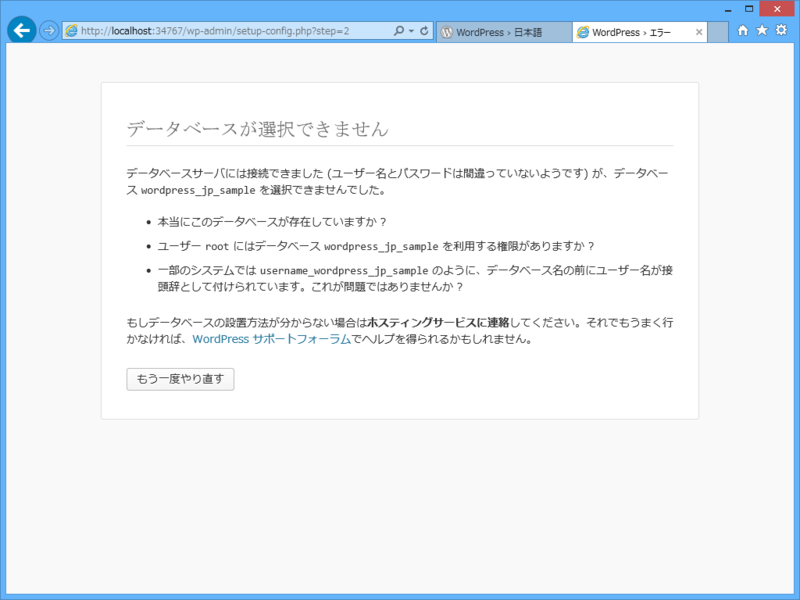 http://localhost:34767/wp-admin/setup-config.php?step=2
WordPress › 日本語
WordPress › エラー
データベースが選択できません
データベースサーバには接続できました (ユーザー名とパスワードは間違っていないようです) が、データベー
ス wordpress_jp_sample を選択できませんでした。
• 本当にこのデータベースが存在していますか ?
• ユーザー root にはデータベース wordpress_jp_sample を利用する権限がありますか ?
• 一部のシステムでは username_wordpress_jp_sample のように、データベース名の前にユーザー名が接
頭辞として付けられています。これが問題ではありませんか ?
もしデータベースの設置方法が分からない場合はホスティングサービスに連絡してください。それでもうまく行
かなければ、WordPress サポートフォーラムでヘルプを得られるかもしれません。
もう一度やり直す